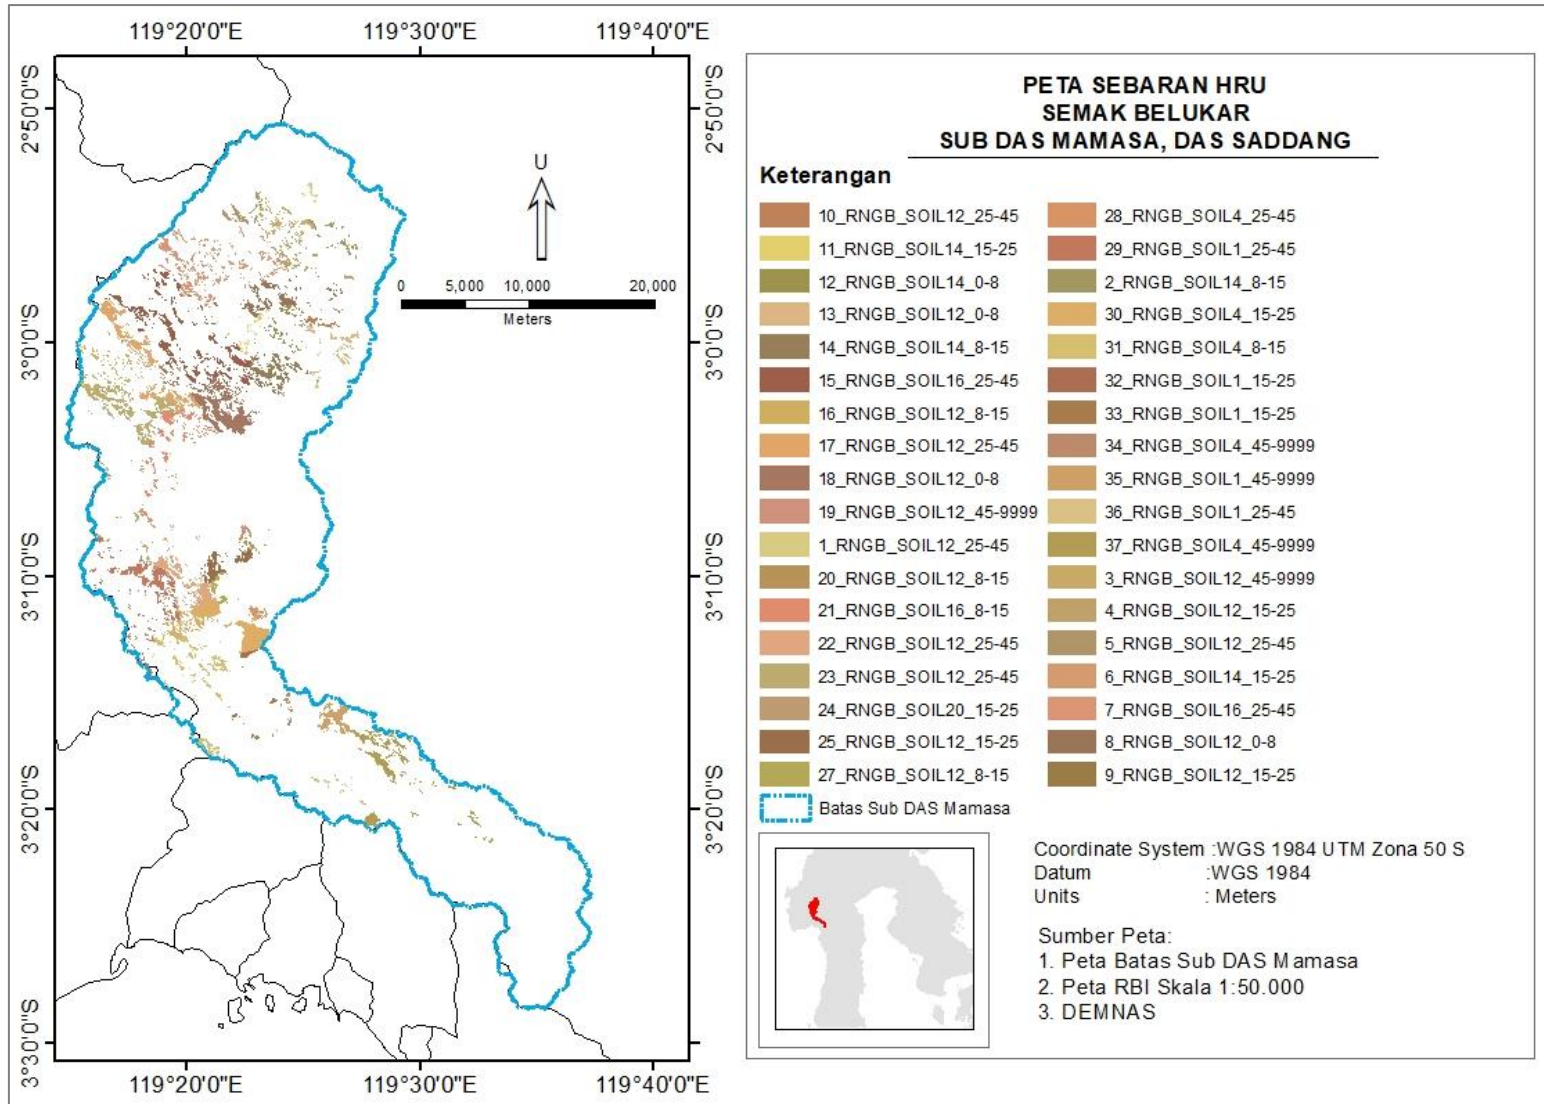 119°20'0"E 119°30'0"E 119°40'0"E
2°50'0"S
3°0'0"S
3°10'0"S
3°20'0"S
3°30'0"S
2°50'0"S
3°0'0"S
3°10'0"S
3°20'0"S
3°30'0"S
U
0 5,000 10,000 20,000
Meters
119°20'0"E 119°30'0"E 119°40'0"E
PETA SEBARAN HRU
SEMAK BELUKAR
SUB DAS MAMASA, DAS SADDANG
Keterangan
10_RNGB_SOIL12_25-45
11_RNGB_SOIL14_15-25
12_RNGB_SOIL14_0-8
13_RNGB_SOIL12_0-8
14_RNGB_SOIL14_8-15
15_RNGB_SOIL16_25-45
16_RNGB_SOIL12_8-15
17_RNGB_SOIL12_25-45
18_RNGB_SOIL12_0-8
19_RNGB_SOIL12_45-9999
1_RNGB_SOIL12_25-45
20_RNGB_SOIL12_8-15
21_RNGB_SOIL16_8-15
22_RNGB_SOIL12_25-45
23_RNGB_SOIL12_25-45
24_RNGB_SOIL20_15-25
25_RNGB_SOIL12_15-25
27_RNGB_SOIL12_8-15
28_RNGB_SOIL4_25-45
29_RNGB_SOIL1_25-45
2_RNGB_SOIL14_8-15
30_RNGB_SOIL4_15-25
31_RNGB_SOIL4_8-15
32_RNGB_SOIL1_15-25
33_RNGB_SOIL1_15-25
34_RNGB_SOIL4_45-9999
35_RNGB_SOIL1_45-9999
36_RNGB_SOIL1_25-45
37_RNGB_SOIL4_45-9999
3_RNGB_SOIL12_45-9999
4_RNGB_SOIL12_15-25
5_RNGB_SOIL12_25-45
6_RNGB_SOIL14_15-25
7_RNGB_SOIL16_25-45
8_RNGB_SOIL12_0-8
9_RNGB_SOIL12_15-25
Batas Sub DAS Mamasa
Coordinate System :WGS 1984 UTM Zona 50 S
Datum :WGS 1984
Units : Meters
Sumber Peta:
1. Peta Batas Sub DAS Mamasa
2. Peta RBI Skala 1:50.000
3. DEMNAS